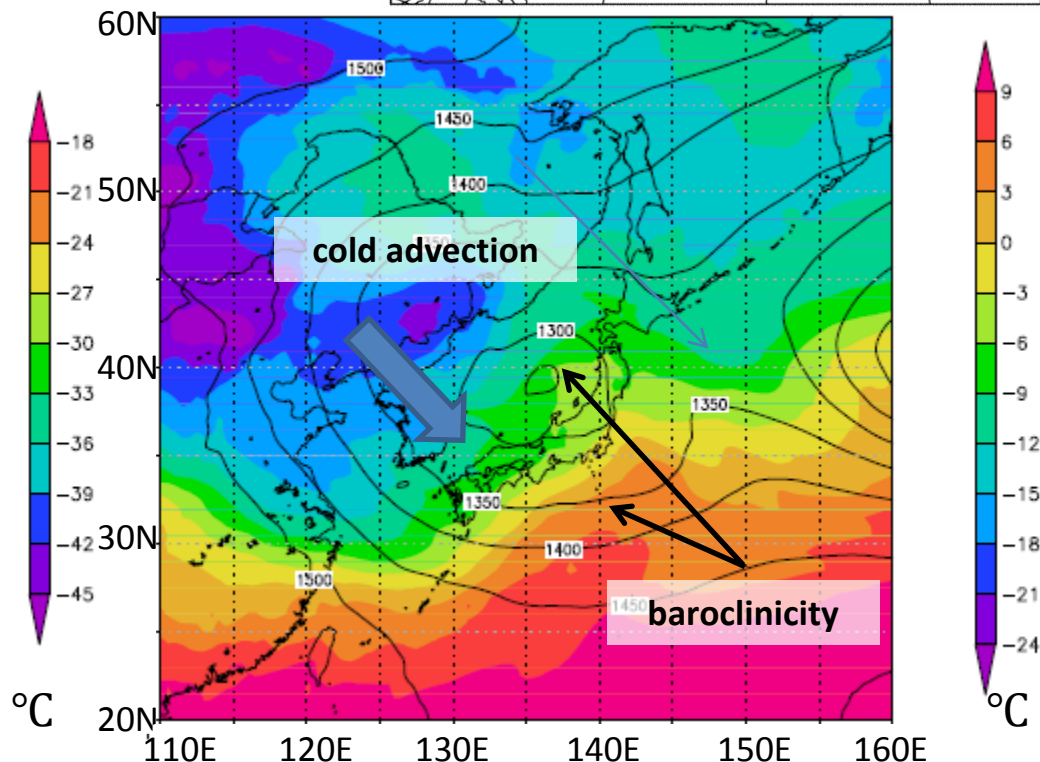 60N
50N
40N
30N
20N
110E
120E
130E
140E
150E
160E
-18
-21
-24
-27
-30
-33
-36
-39
-42
-45
°C
9
6
3
0
-3
-6
-9
-12
-15
-18
-21
-24
°C
1500
1450
1400
350
cold advection
1300
1350
1350
1400
1500
1450
baroclinicity